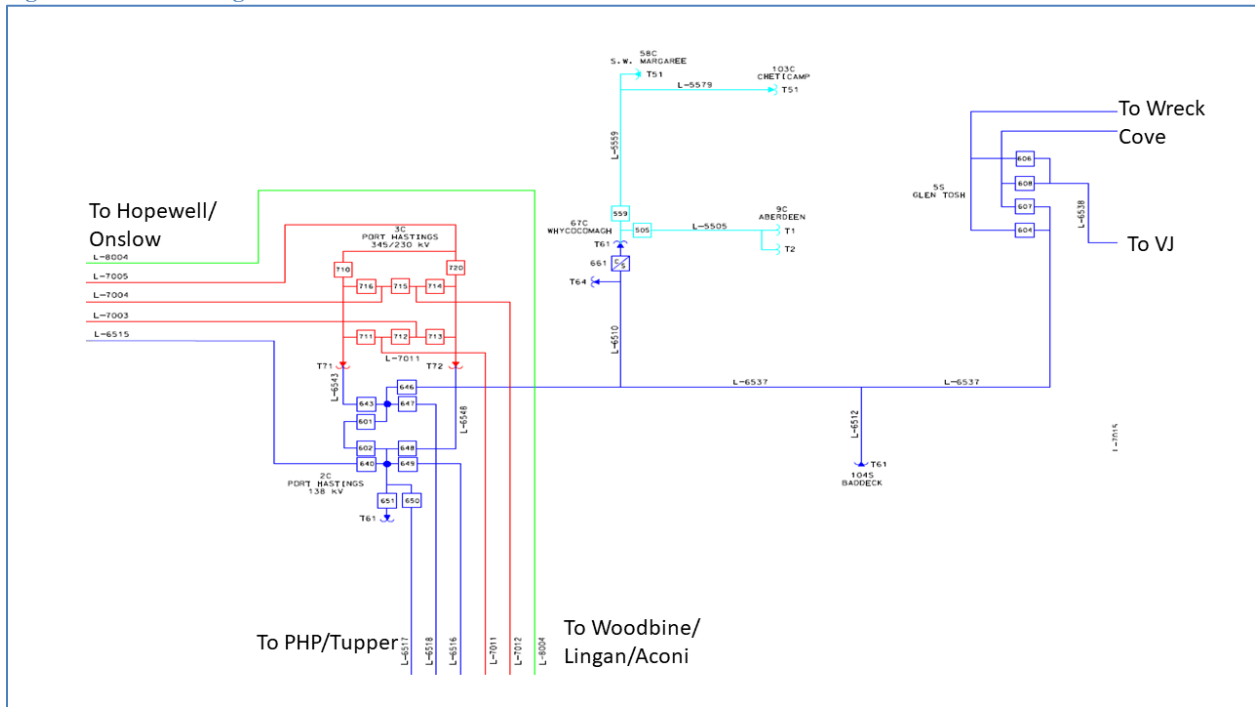 58C
S.W. MARGAREE
T51
103C
CHETICAMP
T51
L-5579
L-5559
To Wreck
Cove
606
608
607
604
5S
GLEN TOSH
L-6538
To VJ
To Hopewell/
Onslow
L-8004
L-7005
L-7004
L-7003
L-6515
3C
PORT HASTINGS
345/230 kV
710
720
716
715
714
711
712
713
L-7011
T71
T72
L-6543
L-6548
67C
WHYCOCOMAGH
559
505
L-5505
9C
ABERDEEN
T1
T2
T61
661
T64
L-6510
646
643
647
601
602
648
640
649
2C
PORT HASTINGS
138 kV
651
650
T61
L-6537
L-6537
L-6512
T61
104S
BADDECK
L-7015
To PHP/Tupper
L-6517
L-6518
L-6516
L-7011
L-7012
L-8004
To Woodbine/
Lingan/Aconi